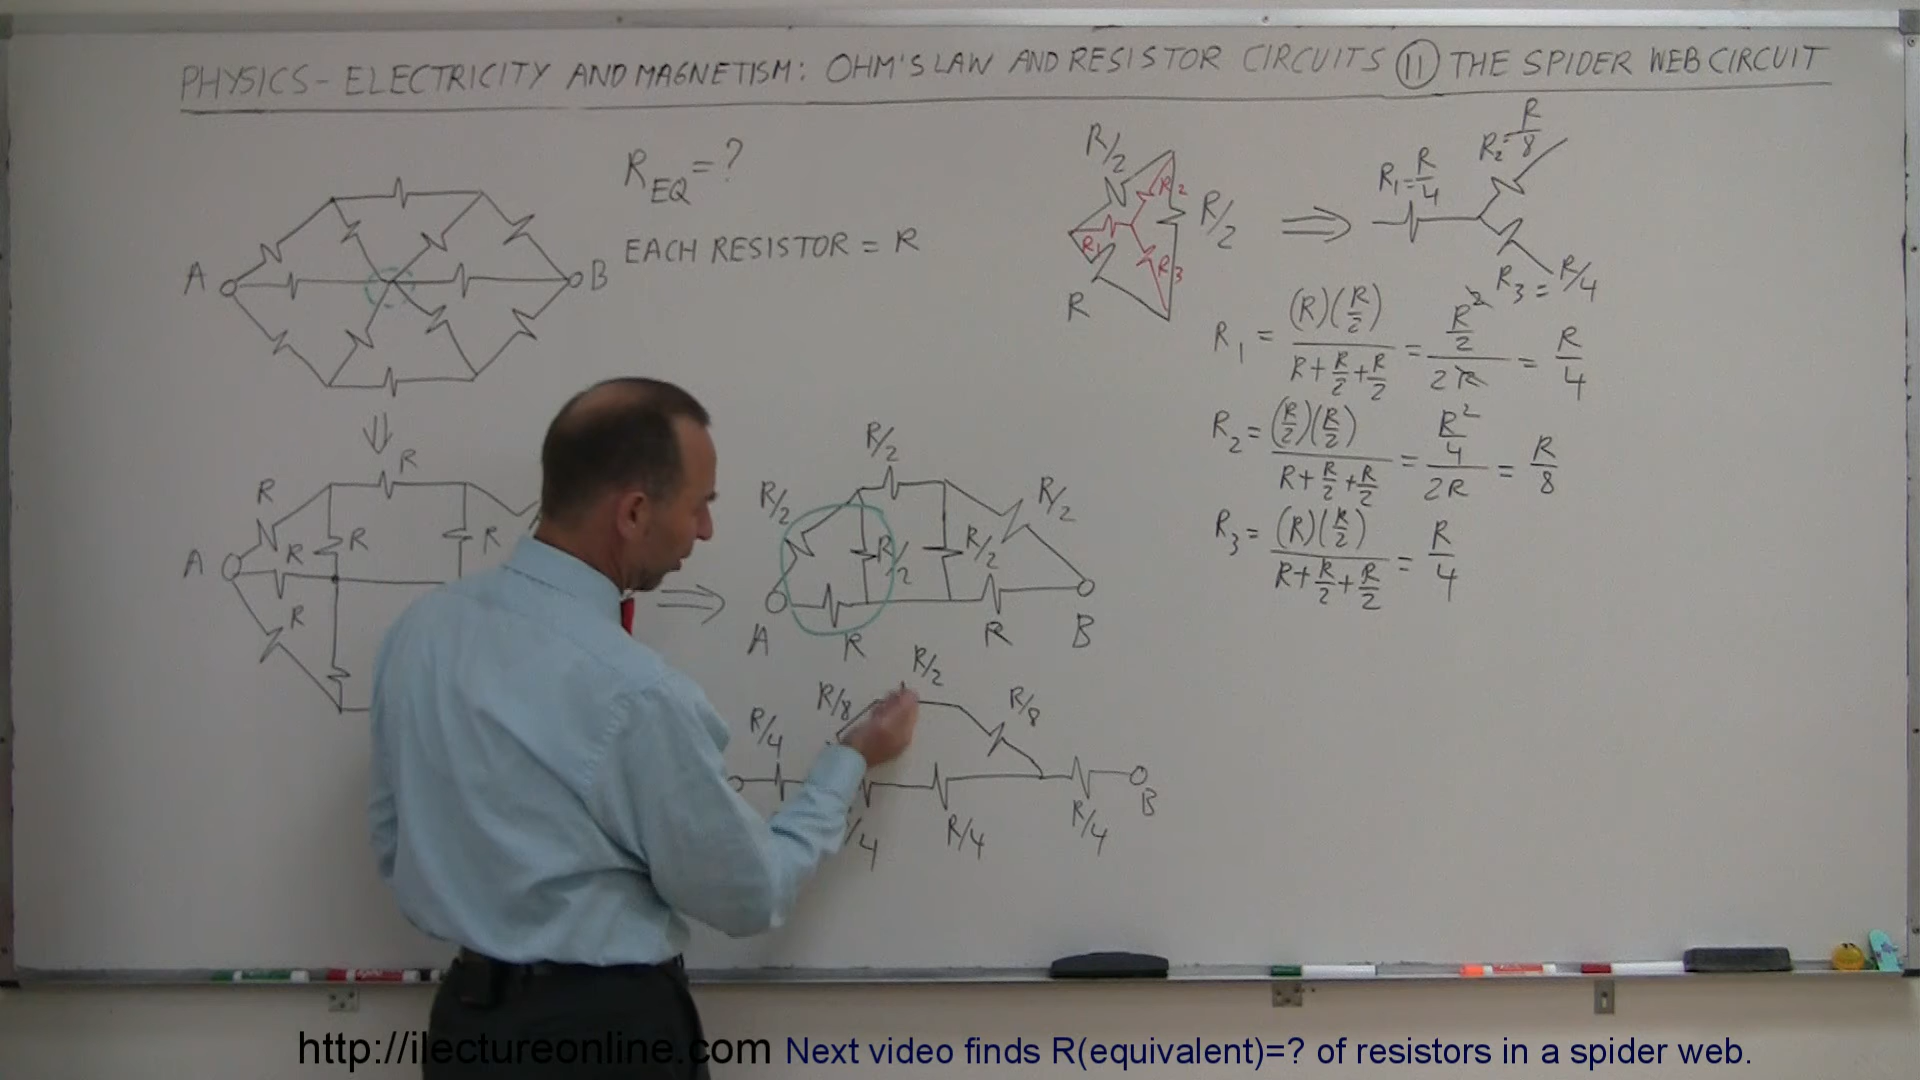 PHYSICS - ELECTRICITY AND MAGNETISM: OHM'S LAW AND RESISTOR CIRCUITS 11 THE SPIDER WEB CIRCUIT
R_EQ = ?
EACH RESISTOR = R
A
B
R/2
R/2
R
R1
R2
R3
⇒
R1 = R/4
R2 = R/8
R3 = R/4
R1 = (R)(R/2) / (R + R/2 + R/2) = (R²/2) / 2R = R/4
R2 = (R/2)(R/2) / (R + R/2 + R/2) = (R²/4) / 2R = R/8
R3 = (R)(R/2) / (R + R/2 + R/2) = R/4
⇓
R
R
R
R
R
A
R
⇒
R/2
R/2
R/2
R/2
R/2
A
R
R
B
R/4
R/8
R/2
R/8
/4
R/4
R/4
B
http://ilectureonline.com Next video finds R(equivalent)=? of resistors in a spider web.